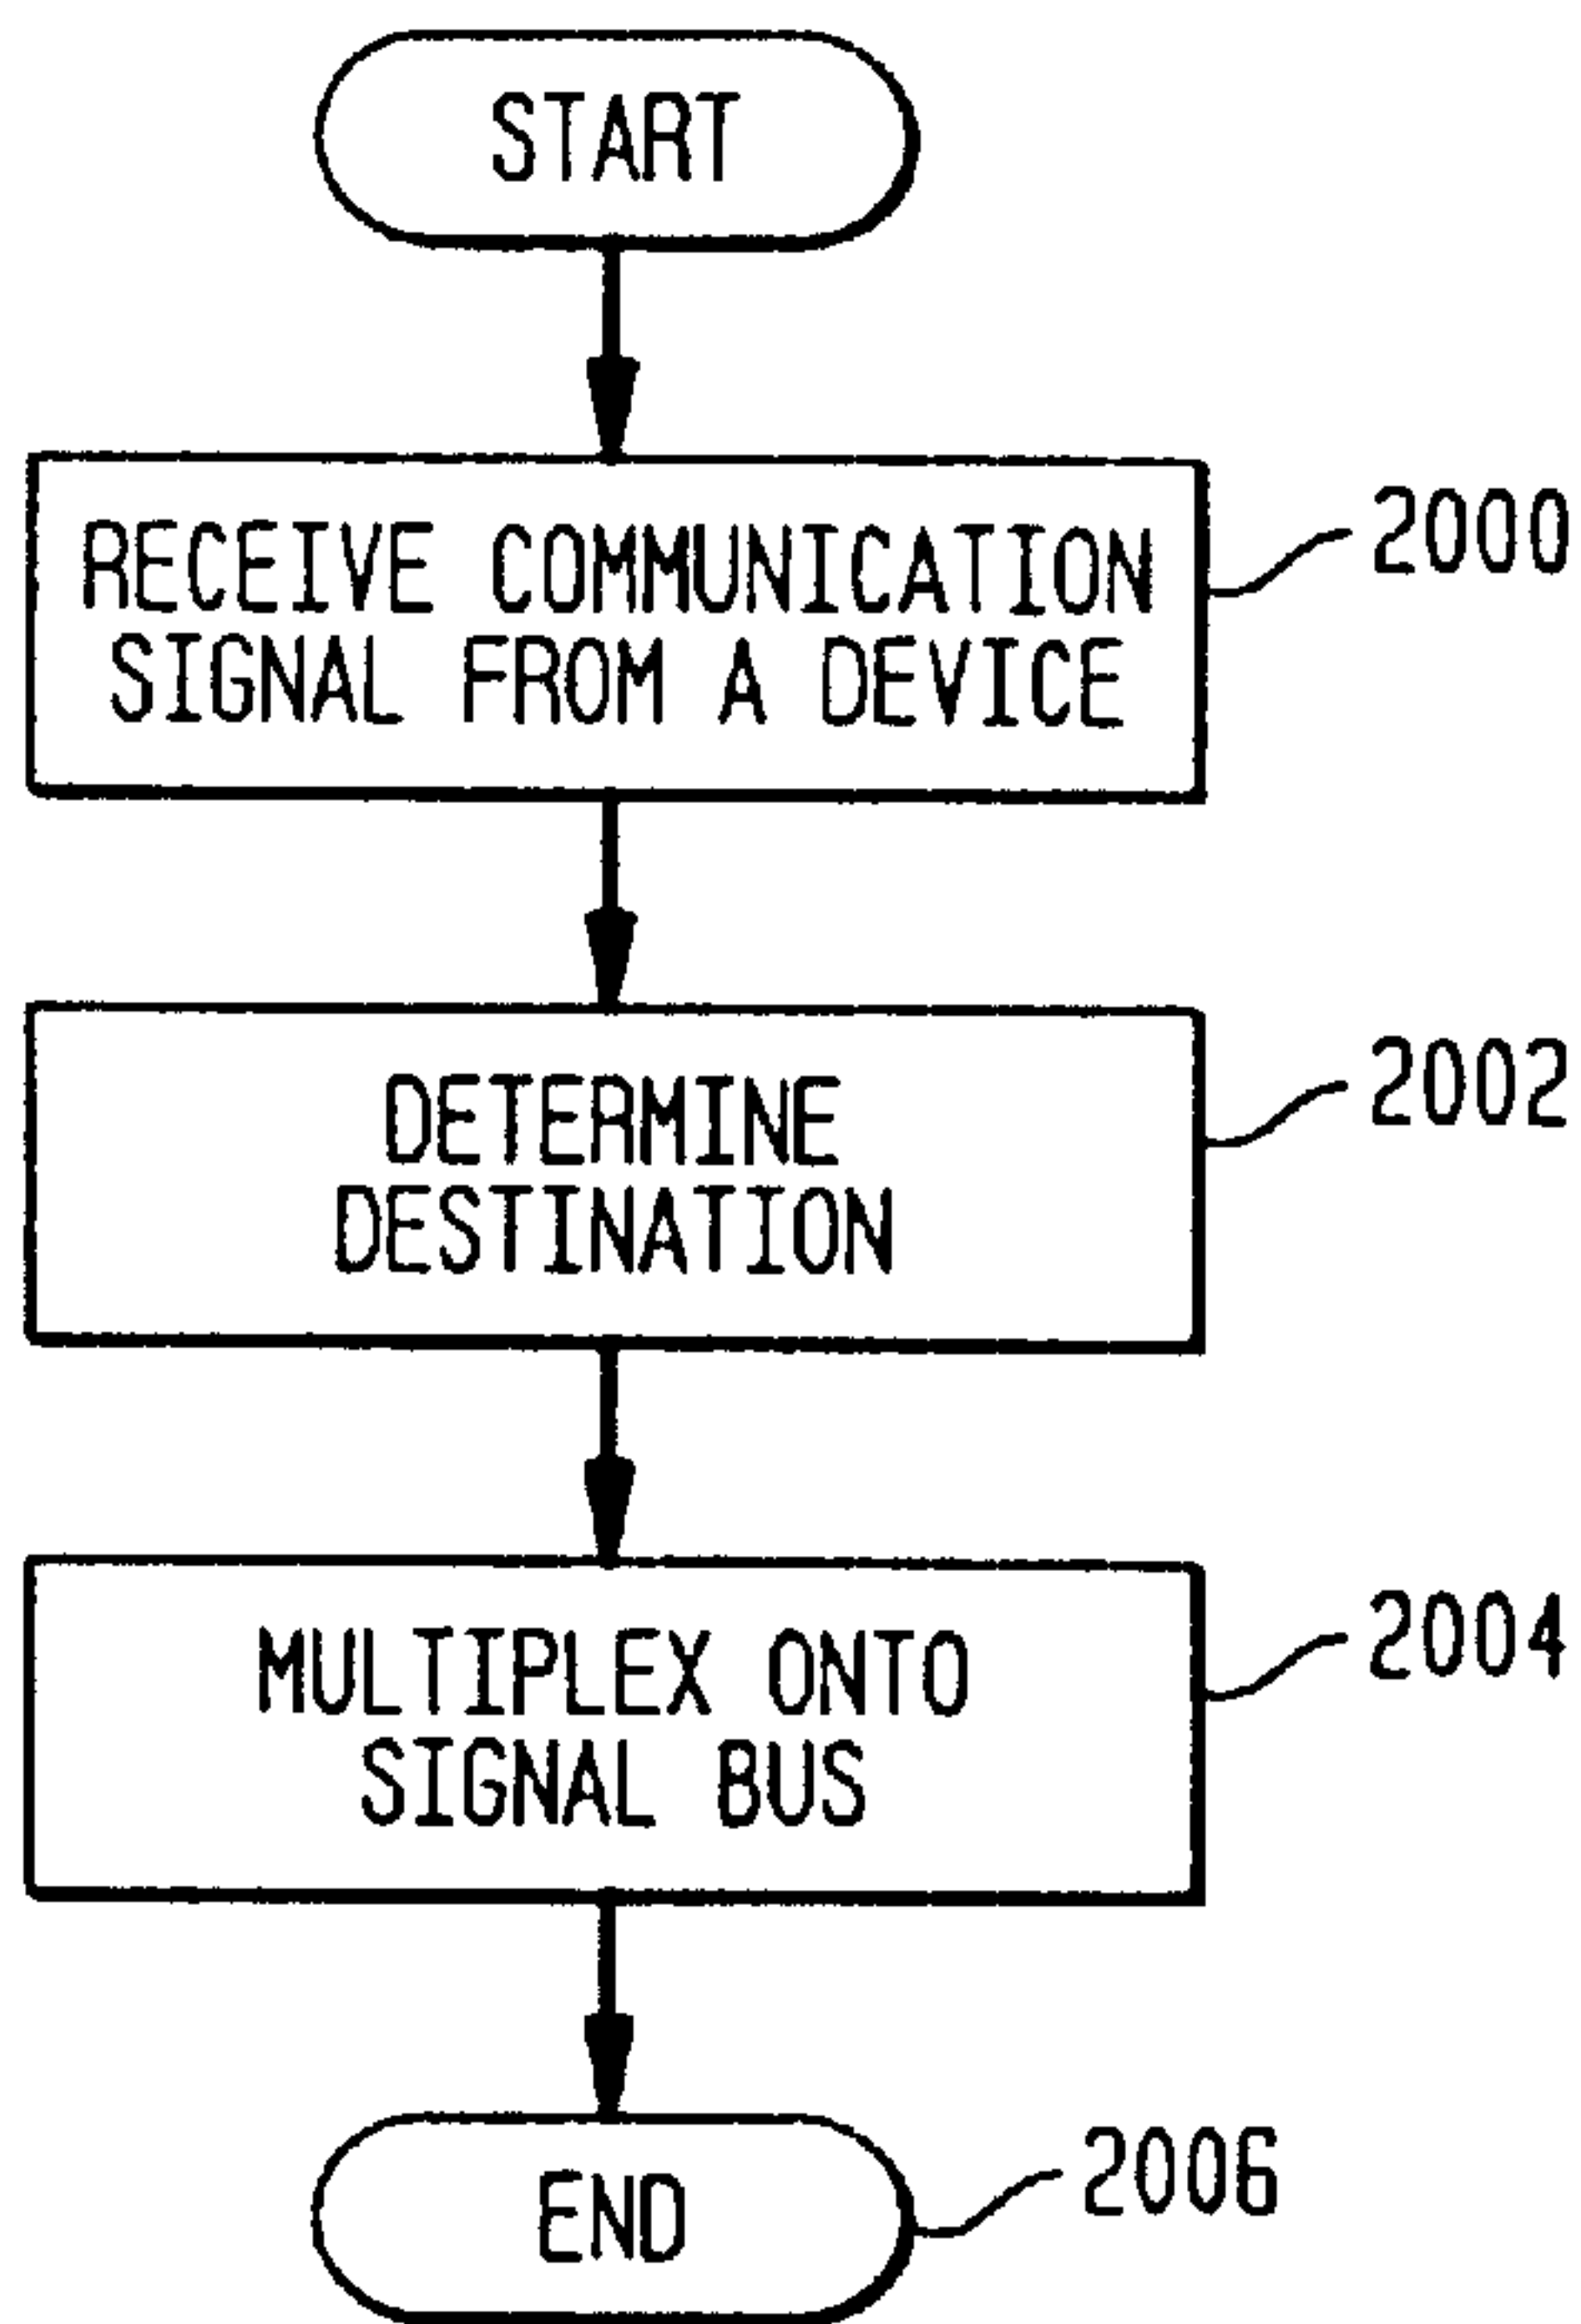 START
RECEIVE COMMUNICATION
SIGNAL FROM A DEVICE
2000
DETERMINE
DESTINATION
2002
MULTIPLEX ONTO
SIGNAL BUS
2004
END
2006